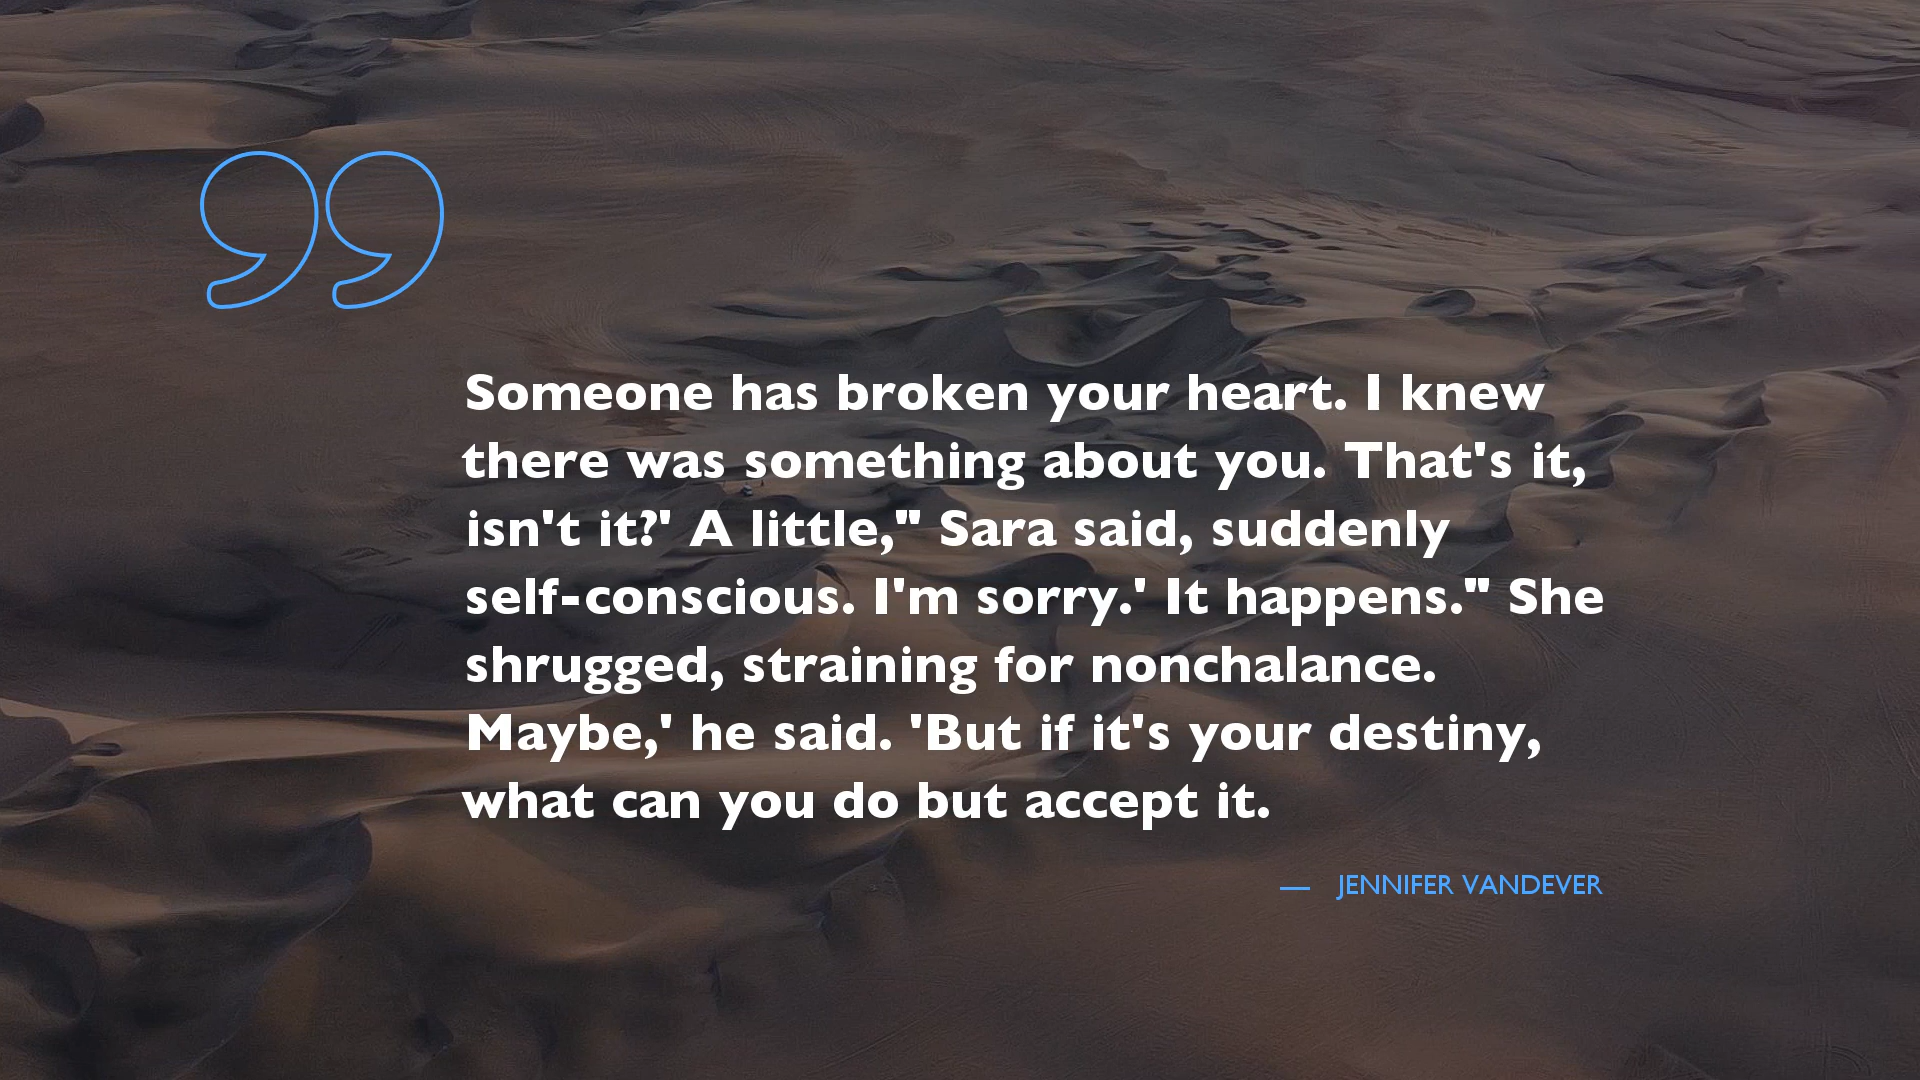 Someone has broken your heart. I knew
there was something about you. That's it,
isn't it?' A little," Sara said, suddenly
self-conscious. I'm sorry.' It happens." She
shrugged, straining for nonchalance.
Maybe,' he said. 'But if it's your destiny,
what can you do but accept it.
— JENNIFER VANDEVER